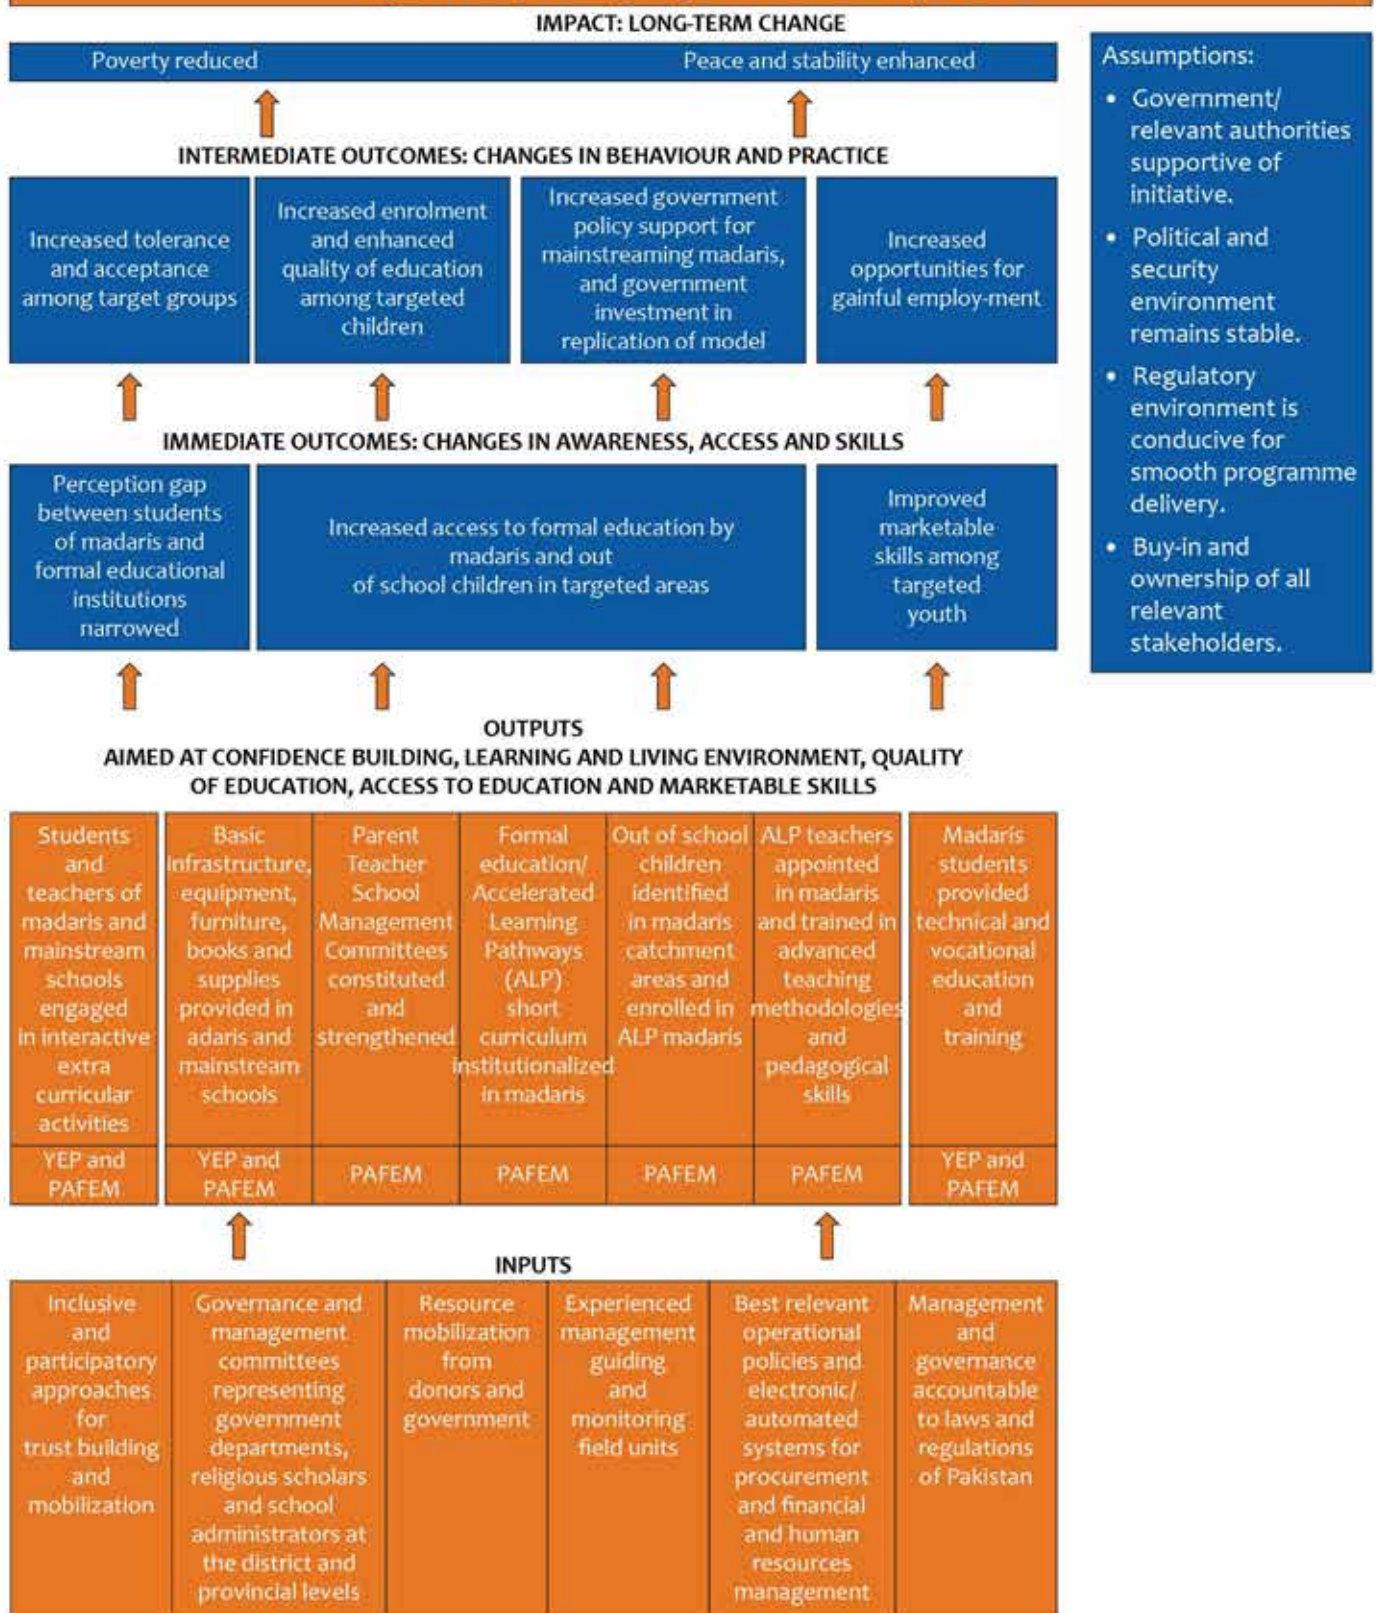 IMPACT: LONG-TERM CHANGE
Poverty reduced
Peace and stability enhanced
INTERMEDIATE OUTCOMES: CHANGES IN BEHAVIOUR AND PRACTICE
Increased tolerance
and acceptance
among target groups
Increased enrolment
and enhanced
quality of education
among targeted
children
Increased government
policy support for
mainstreaming madaris,
and government
investment in
replication of model
Increased
opportunities for
gainful employ-ment
IMMEDIATE OUTCOMES: CHANGES IN AWARENESS, ACCESS AND SKILLS
Perception gap
between students
of madaris and
formal educational
institutions
narrowed
Increased access to formal education by
madaris and out
of school children in targeted areas
Improved
marketable
skills among
targeted
youth
OUTPUTS
AIMED AT CONFIDENCE BUILDING, LEARNING AND LIVING ENVIRONMENT, QUALITY
OF EDUCATION, ACCESS TO EDUCATION AND MARKETABLE SKILLS
Students
and
teachers of
madaris and
mainstream
schools
engaged
in interactive
extra
curricular
activities
YEP and
PAFEM
Basic
infrastructure,
equipment,
furniture,
books and
supplies
provided in
adaris and
mainstream
schools
YEP and
PAFEM
Parent
Teacher
School
Management
Committees
constituted
and
strengthened
PAFEM
Formal
education/
Accelerated
Learning
Pathways
(ALP)
short
curriculum
institutionalized
in madaris
PAFEM
Out of school
children
identified
in madaris
catchment
areas and
enrolled in
ALP madaris
PAFEM
ALP teachers
appointed
in madaris
and trained in
advanced
teaching
methodologies
and
pedagogical
skills
PAFEM
Madaris
students
provided
technical and
vocational
education
and
training
YEP and
PAFEM
INPUTS
Inclusive
and
participatory
approaches
for
trust building
and
mobilization
Governance and
management
committees
representing
government
departments,
religious scholars
and school
administrators at
the district and
provincial levels
Resource
mobilization
from
donors and
government
Experienced
management
guiding
and
monitoring
field units
Best relevant
operational
policies and
electronic/
automated
systems for
procurement
and financial
and human
resources
management
Management
and
governance
accountable
to laws and
regulations
of Pakistan
Assumptions:
• Government/
relevant authorities
supportive of
initiative.
• Political and
security
environment
remains stable.
• Regulatory
environment is
conducive for
smooth programme
delivery.
• Buy-in and
ownership of all
relevant
stakeholders.